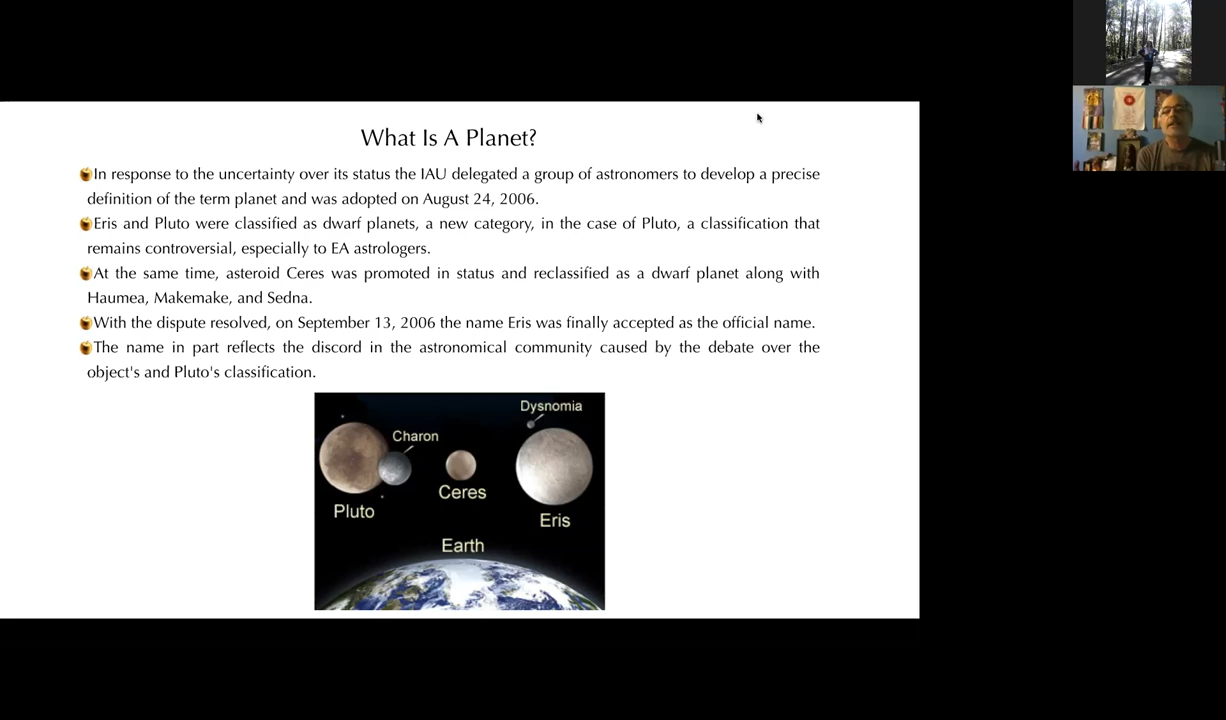 What Is A Planet?
In response to the uncertainty over its status the IAU delegated a group of astronomers to develop a precise
definition of the term planet and was adopted on August 24, 2006.
Eris and Pluto were classified as dwarf planets, a new category, in the case of Pluto, a classification that
remains controversial, especially to EA astrologers.
At the same time, asteroid Ceres was promoted in status and reclassified as a dwarf planet along with
Haumea, Makemake, and Sedna.
With the dispute resolved, on September 13, 2006 the name Eris was finally accepted as the official name.
The name in part reflects the discord in the astronomical community caused by the debate over the
object's and Pluto's classification.
Dysnomia
Charon
Ceres
Pluto
Eris
Earth